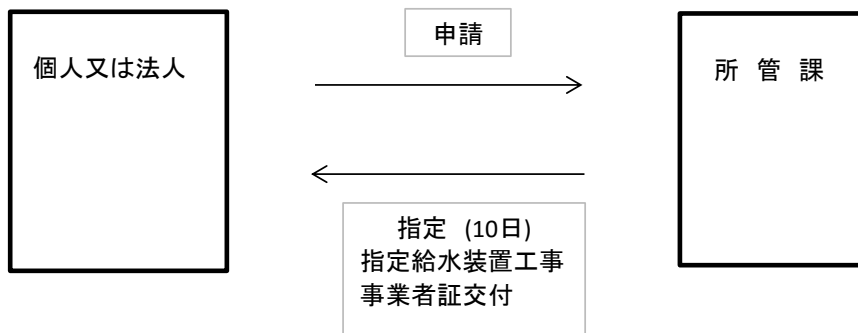 申請
個人又は法人
所 管 課
指定 (10日)
指定給水装置工事
事業者証交付